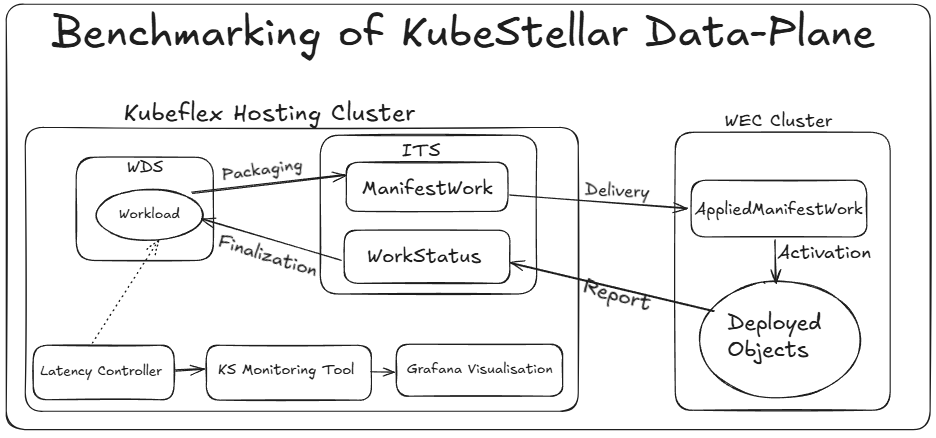 Benchmarking of KubeStellar Data-Plane
Kubeflex Hosting Cluster
WEC Cluster
WDS
Workload
Packaging
ITS
ManifestWork
Delivery
AppliedManifestWork
Finalization
WorkStatus
Report
Activation
Deployed
Objects
Latency Controller
KS Monitoring Tool
Grafana Visualisation